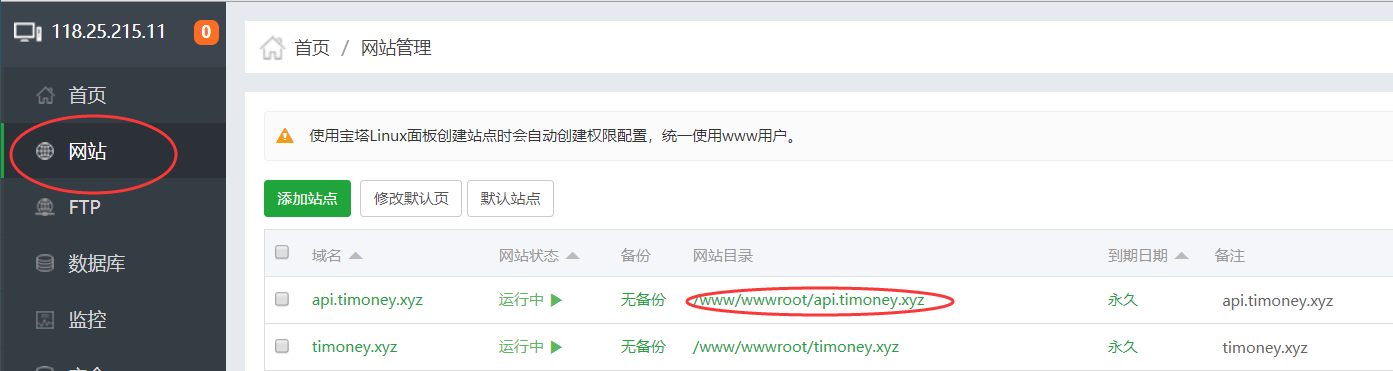 118.25.215.11 0
首页 / 网站管理
首页
网站
FTP
数据库
监控
使用宝塔Linux面板创建站点时会自动创建权限配置，统一使用www用户。
添加站点 修改默认页 默认站点
域名 网站状态 备份 网站目录 到期日期 备注
api.timoney.xyz 运行中 无备份 /www/wwwroot/api.timoney.xyz 永久 api.timoney.xyz
timoney.xyz 运行中 无备份 /www/wwwroot/timoney.xyz 永久 timoney.xyz